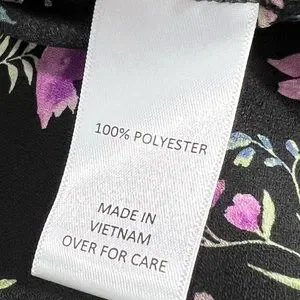 100% POLYESTER
MADE IN
VIETNAM
OVER FOR CARE